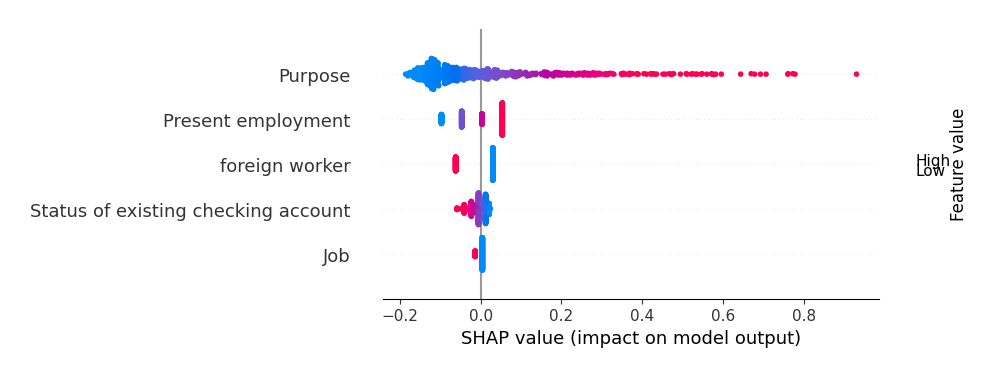 Purpose
Present employment
foreign worker
Status of existing checking account
Job
−0.2 0.0 0.2 0.4 0.6 0.8
SHAP value (impact on model output)
High
Low
Feature value